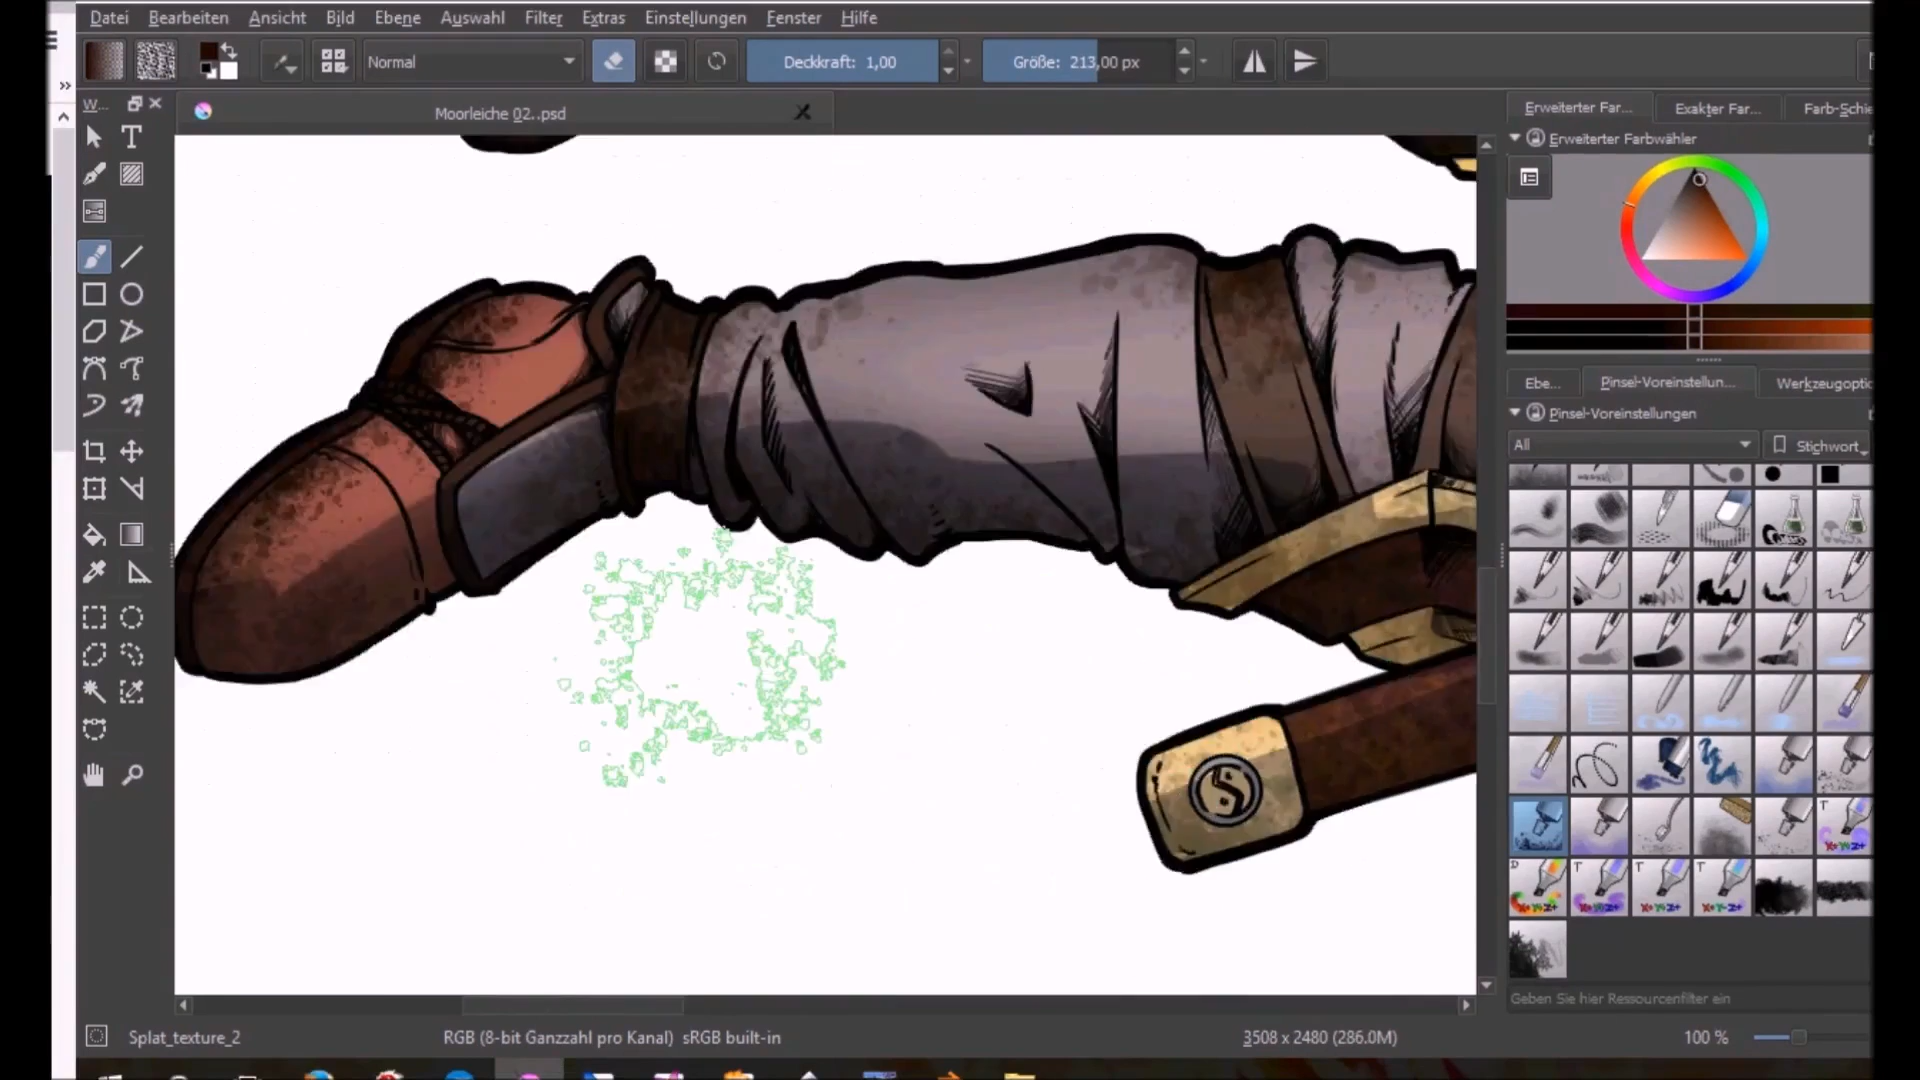 Datei Bearbeiten Ansicht Bild Ebene Auswahl Filter Extras Einstellungen Fenster Hilfe
Normal Deckkraft: 1,00 Größe: 213,00 px
W...
Moorleiche 02..psd
Erweiterter Far... Exakter Far... Farb-Schie
Erweiterter Farbwähler
Ebe... Pinsel-Voreinstellun... Werkzeugoptic
Pinsel-Voreinstellungen
All Stichwort
Geben Sie hier Ressourcenfilter ein
Splat_texture_2 RGB (8-bit Ganzzahl pro Kanal) sRGB built-in 3508 x 2480 (286.0M) 100 %